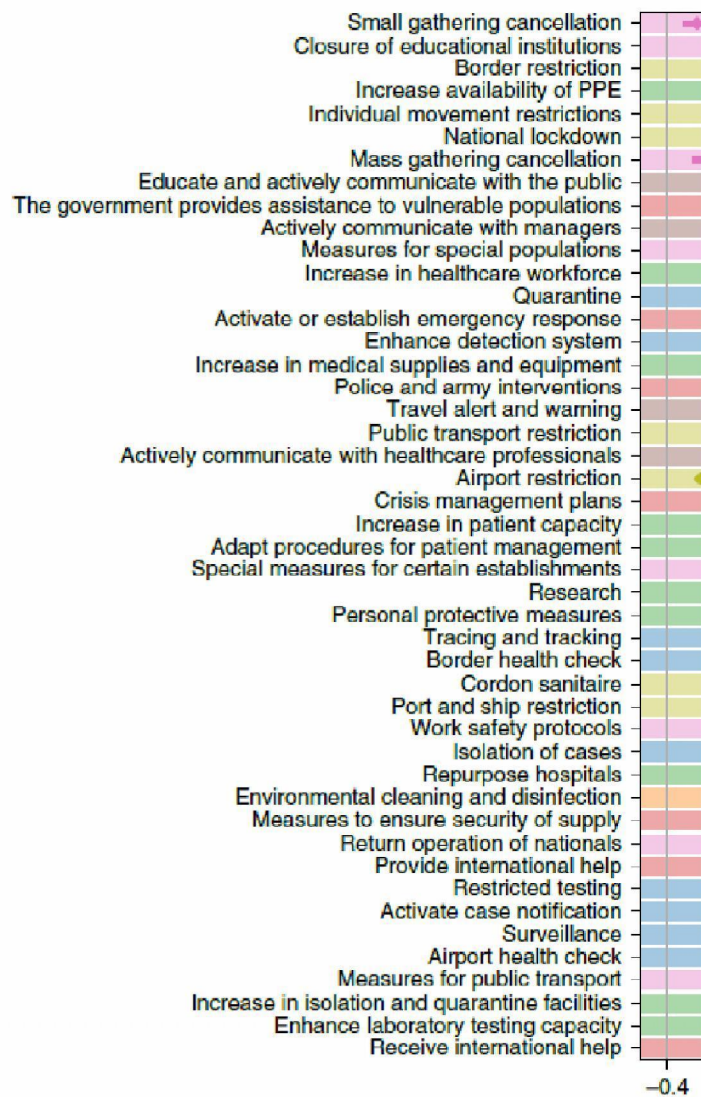 Small gathering cancellation
Closure of educational institutions
Border restriction
Increase availability of PPE
Individual movement restrictions
National lockdown
Mass gathering cancellation
Educate and actively communicate with the public
The government provides assistance to vulnerable populations
Actively communicate with managers
Measures for special populations
Increase in healthcare workforce
Quarantine
Activate or establish emergency response
Enhance detection system
Increase in medical supplies and equipment
Police and army interventions
Travel alert and warning
Public transport restriction
Actively communicate with healthcare professionals
Airport restriction
Crisis management plans
Increase in patient capacity
Adapt procedures for patient management
Special measures for certain establishments
Research
Personal protective measures
Tracing and tracking
Border health check
Cordon sanitaire
Port and ship restriction
Work safety protocols
Isolation of cases
Repurpose hospitals
Environmental cleaning and disinfection
Measures to ensure security of supply
Return operation of nationals
Provide international help
Restricted testing
Activate case notification
Surveillance
Airport health check
Measures for public transport
Increase in isolation and quarantine facilities
Enhance laboratory testing capacity
Receive international help
−0.4